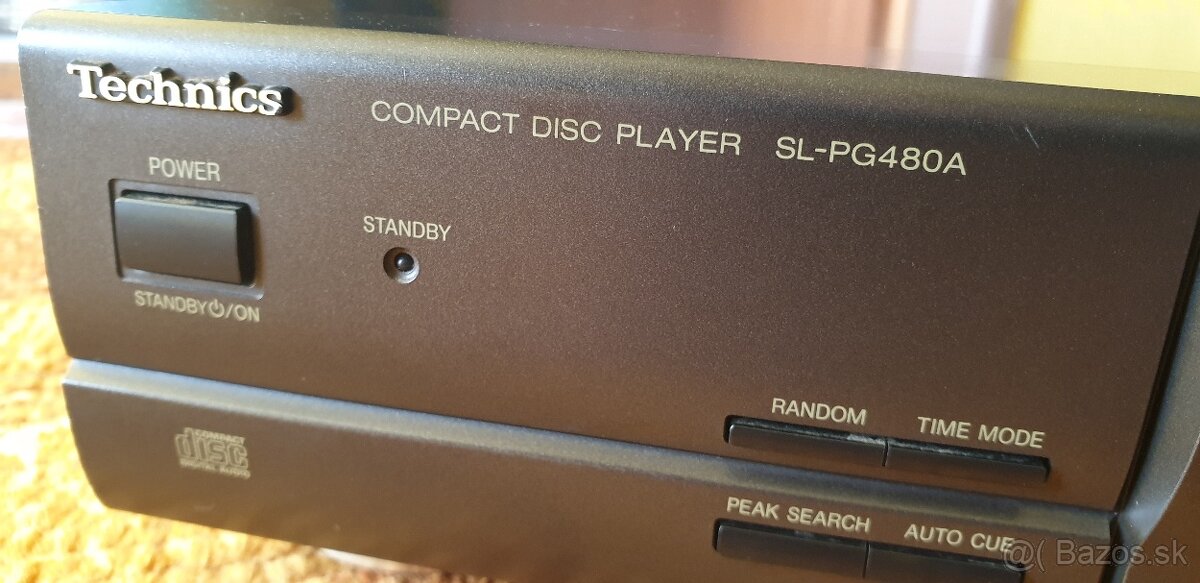 Technics
COMPACT DISC PLAYER SL-PG480A
POWER
STANDBY
STANDBY⏻/ON
COMPACT
disc
DIGITAL AUDIO
RANDOM TIME MODE
PEAK SEARCH AUTO CUE
@( Bazos.sk